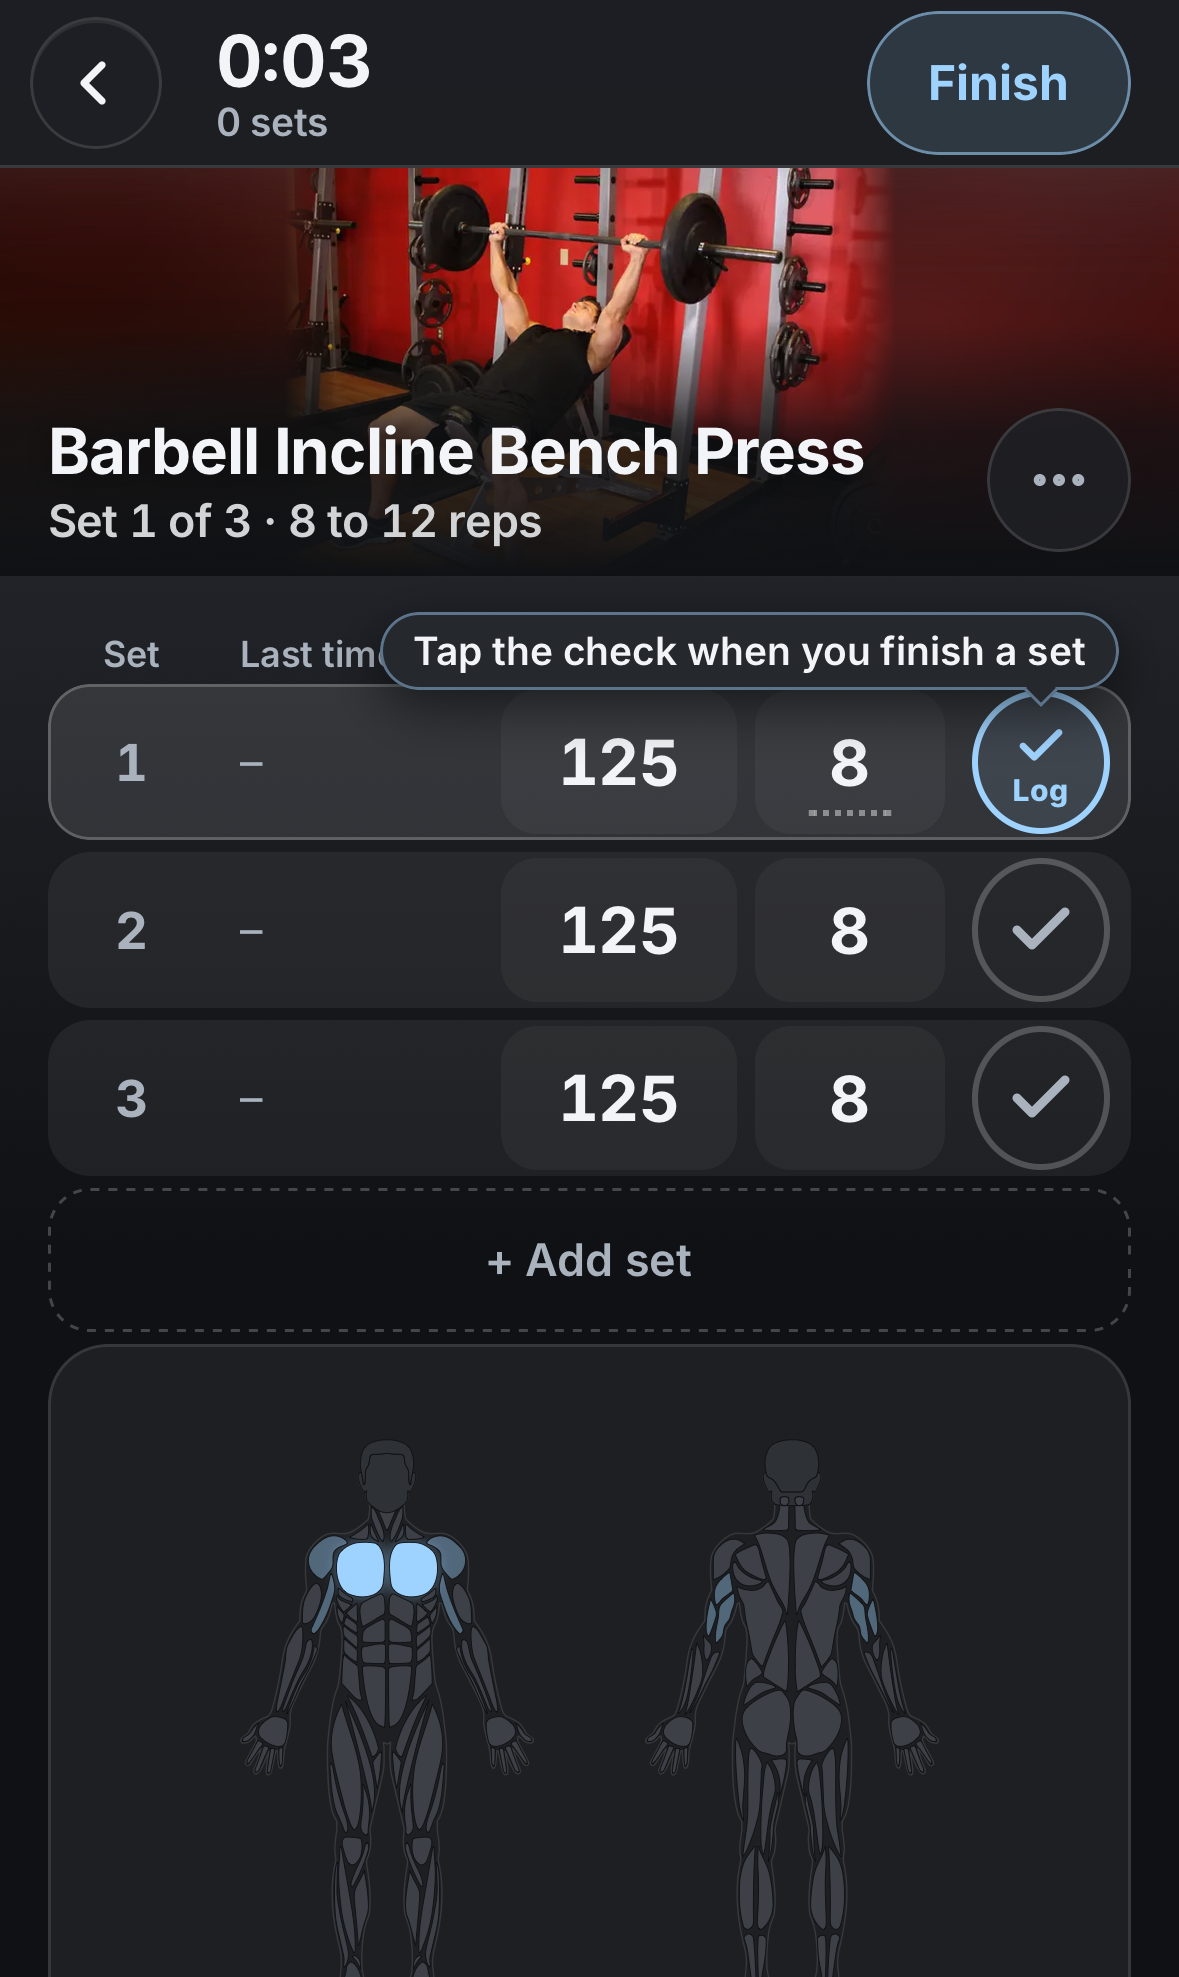 0:03
0 sets
Finish
Barbell Incline Bench Press
Set 1 of 3 · 8 to 12 reps
Set Last time
Tap the check when you finish a set
1 – 125 8 Log
2 – 125 8
3 – 125 8
+ Add set